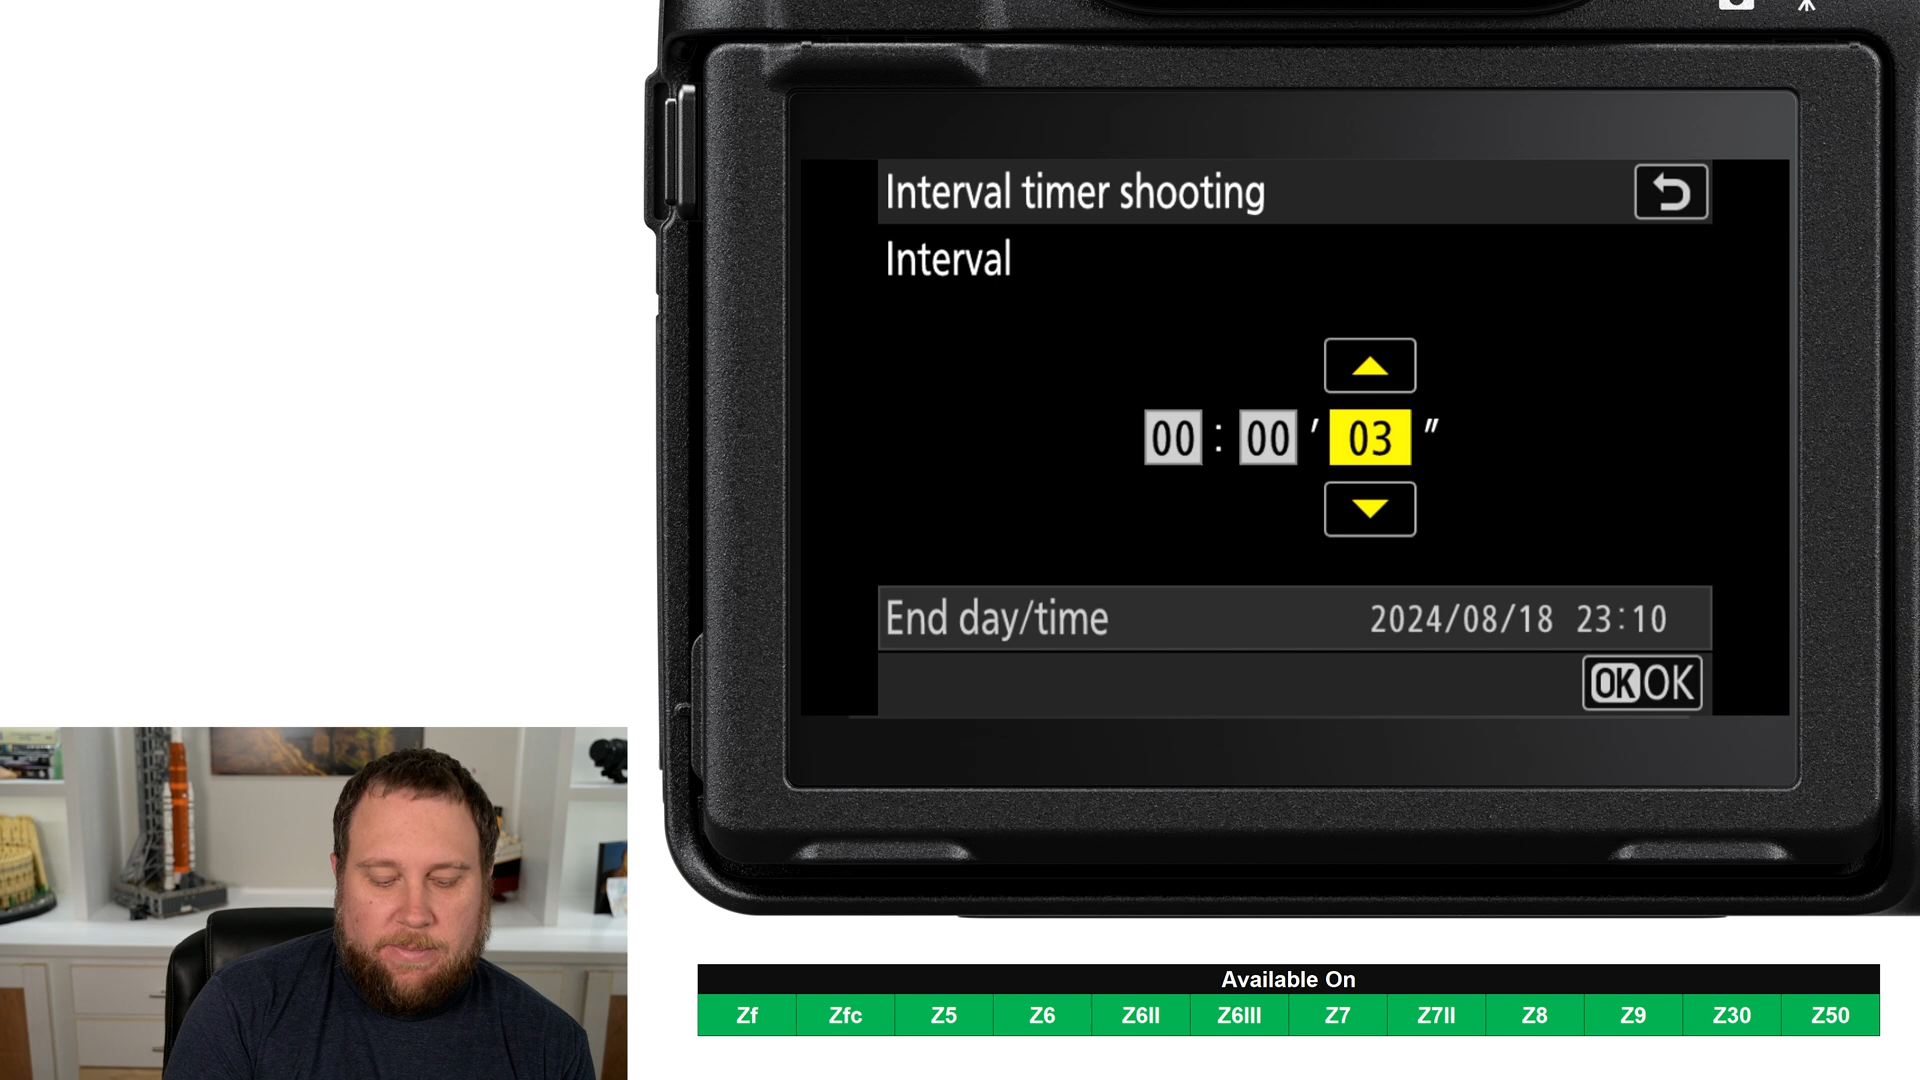 Interval timer shooting
Interval
00 : 00 ′ 03 ″
End day/time 2024/08/18 23:10
OK OK
Available On
Zf Zfc Z5 Z6 Z6II Z6III Z7 Z7II Z8 Z9 Z30 Z50